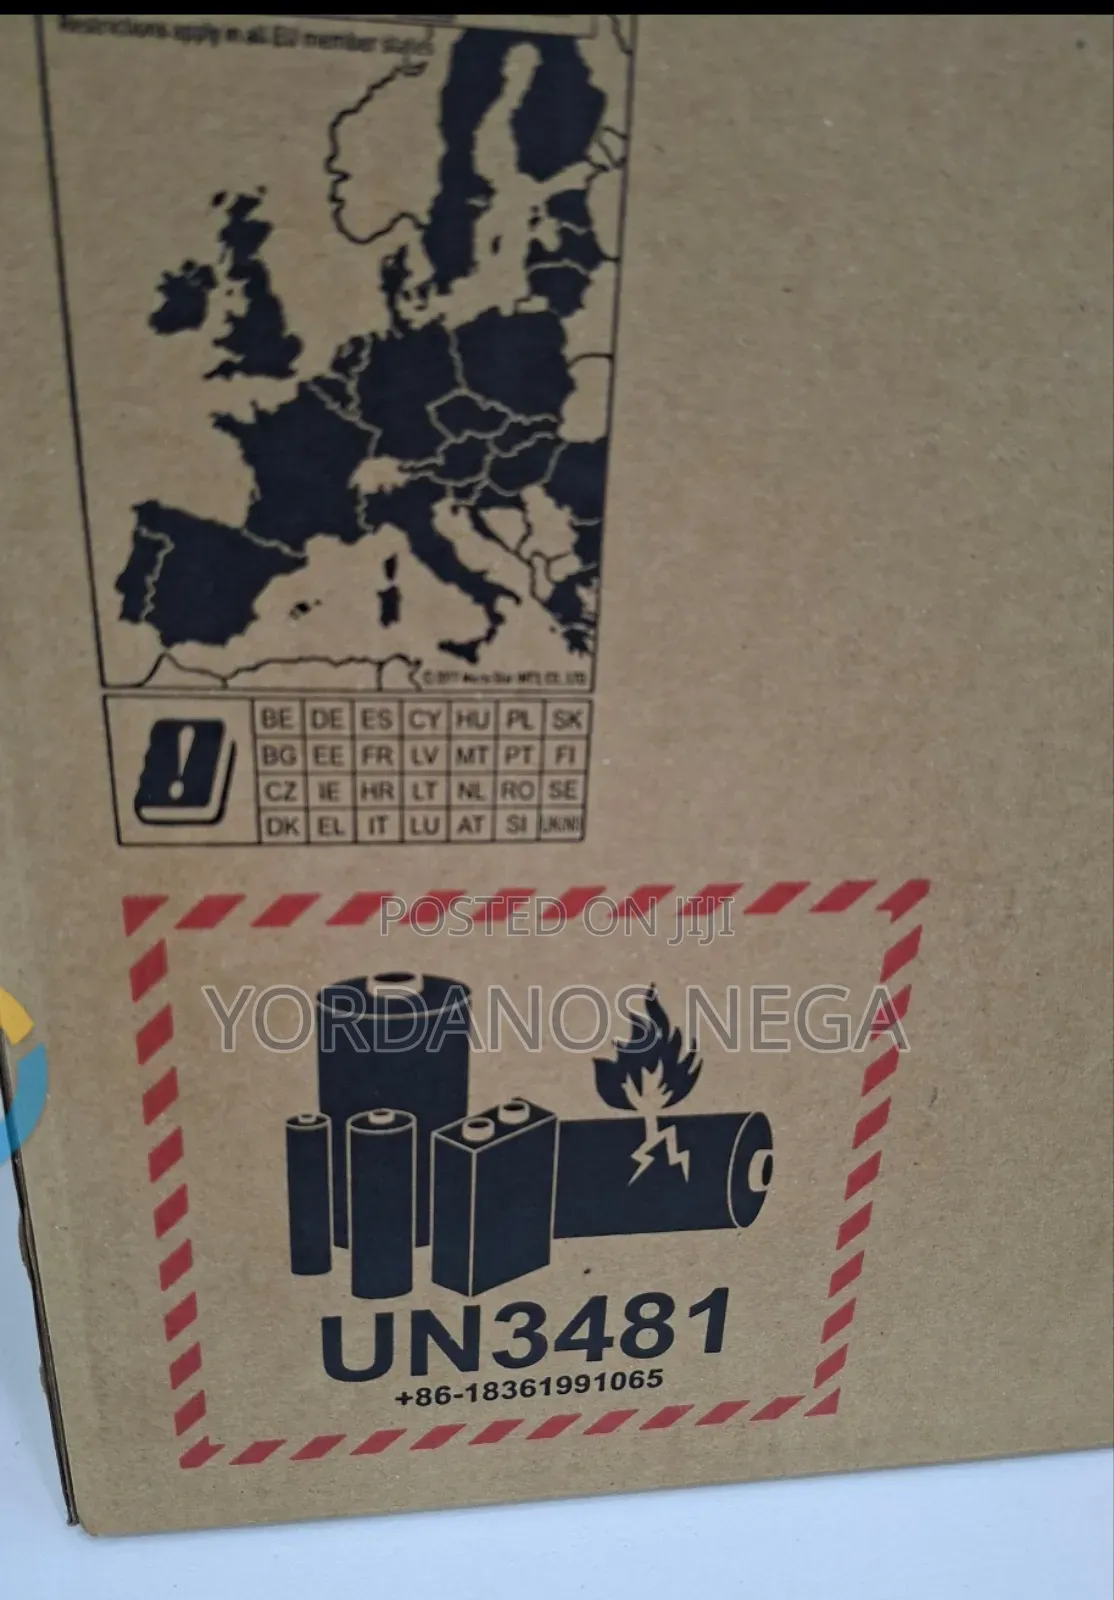 Restrictions apply in all EU member states
BE DE ES CY HU PL SK
BG EE FR LV MT PT FI
CZ IE HR LT NL RO SE
DK EL IT LU AT SI UK(NI)
POSTED ON JIJI
YORDANOS NEGA
UN3481
+86-18361991065